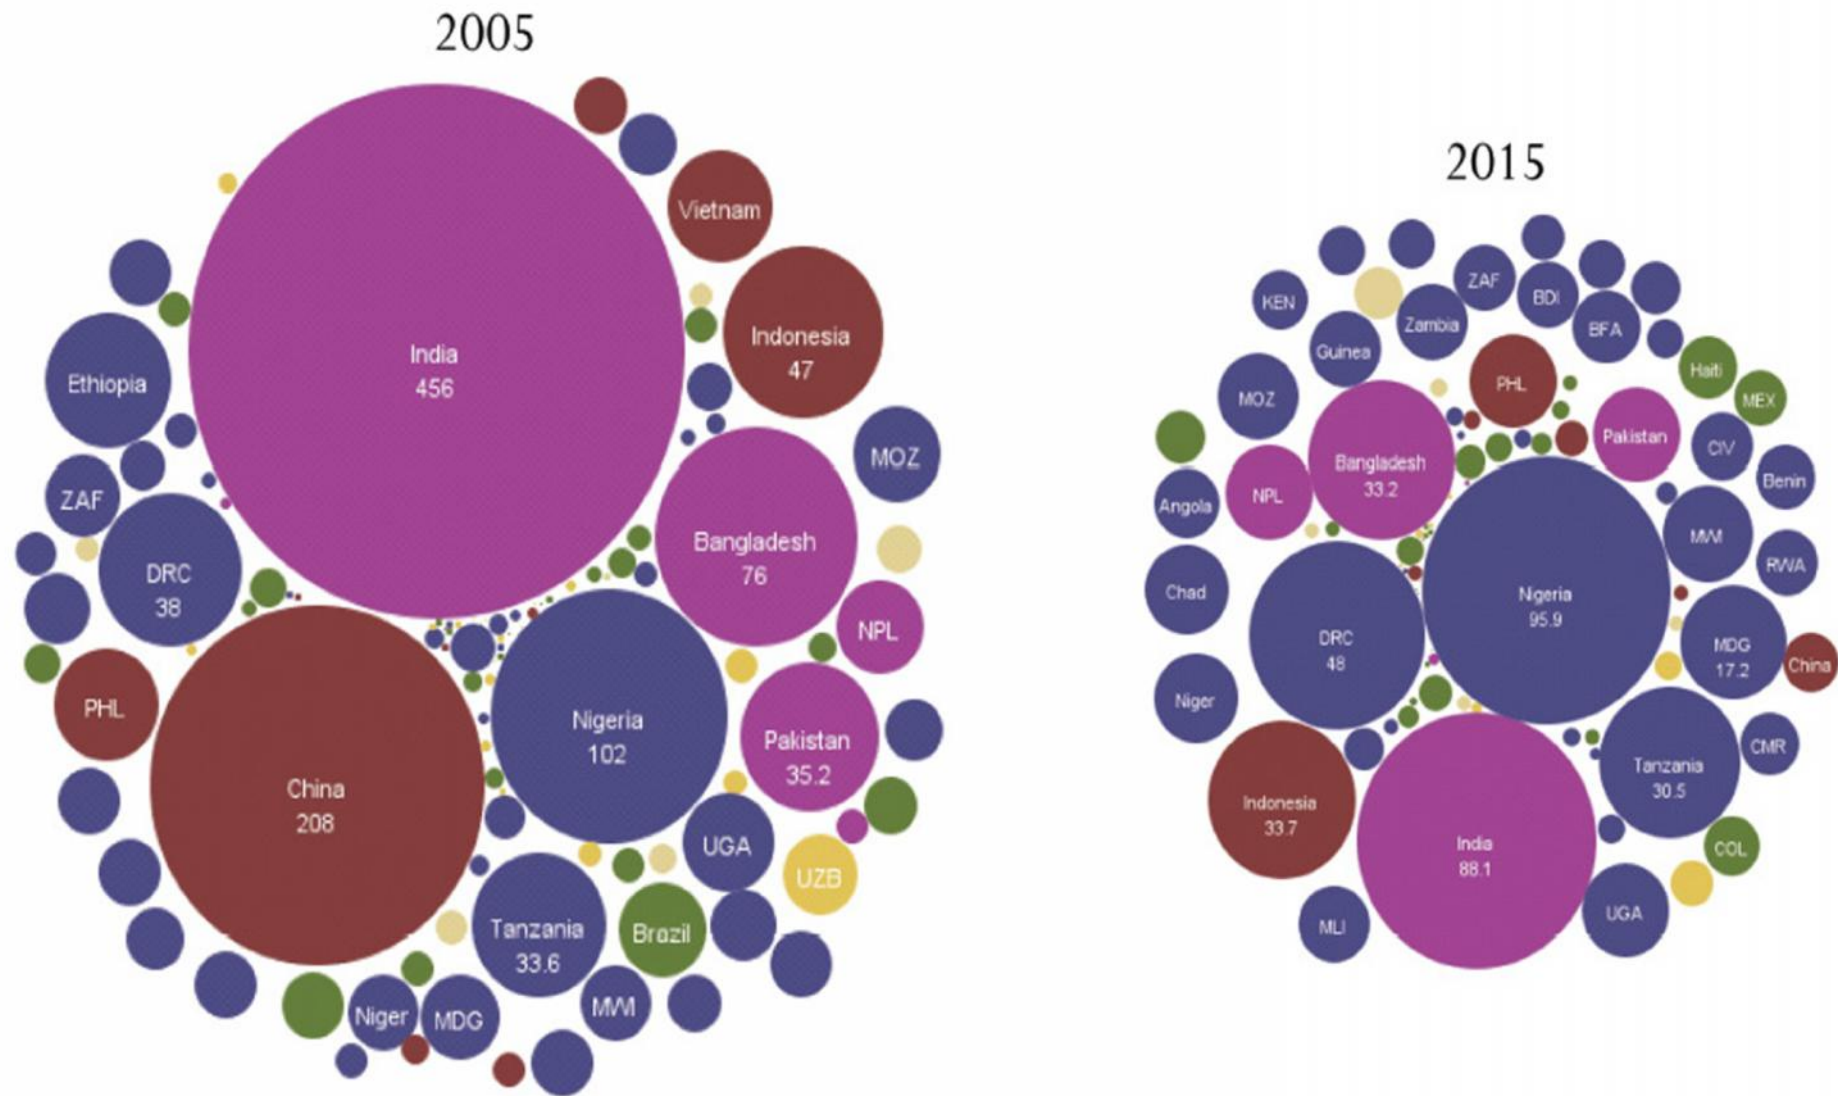 2005
Vietnam
Indonesia
47
India
456
Ethiopia
MOZ
ZAF
Bangladesh
76
DRC
38
NPL
PHL
Nigeria
102
Pakistan
35.2
China
208
UGA
UZB
Tanzania
33.6
Brazil
Niger
MDG
MWI
2015
ZAF
BDI
KEN
Zambia
BFA
Guinea
Haiti
PHL
MOZ
MEX
Pakistan
CIV
Bangladesh
33.2
NPL
Benin
Angola
MWI
RWA
Chad
Nigeria
95.9
DRC
48
MDG
17.2
China
Niger
CMR
Tanzania
30.5
Indonesia
33.7
India
88.1
COL
UGA
MLI